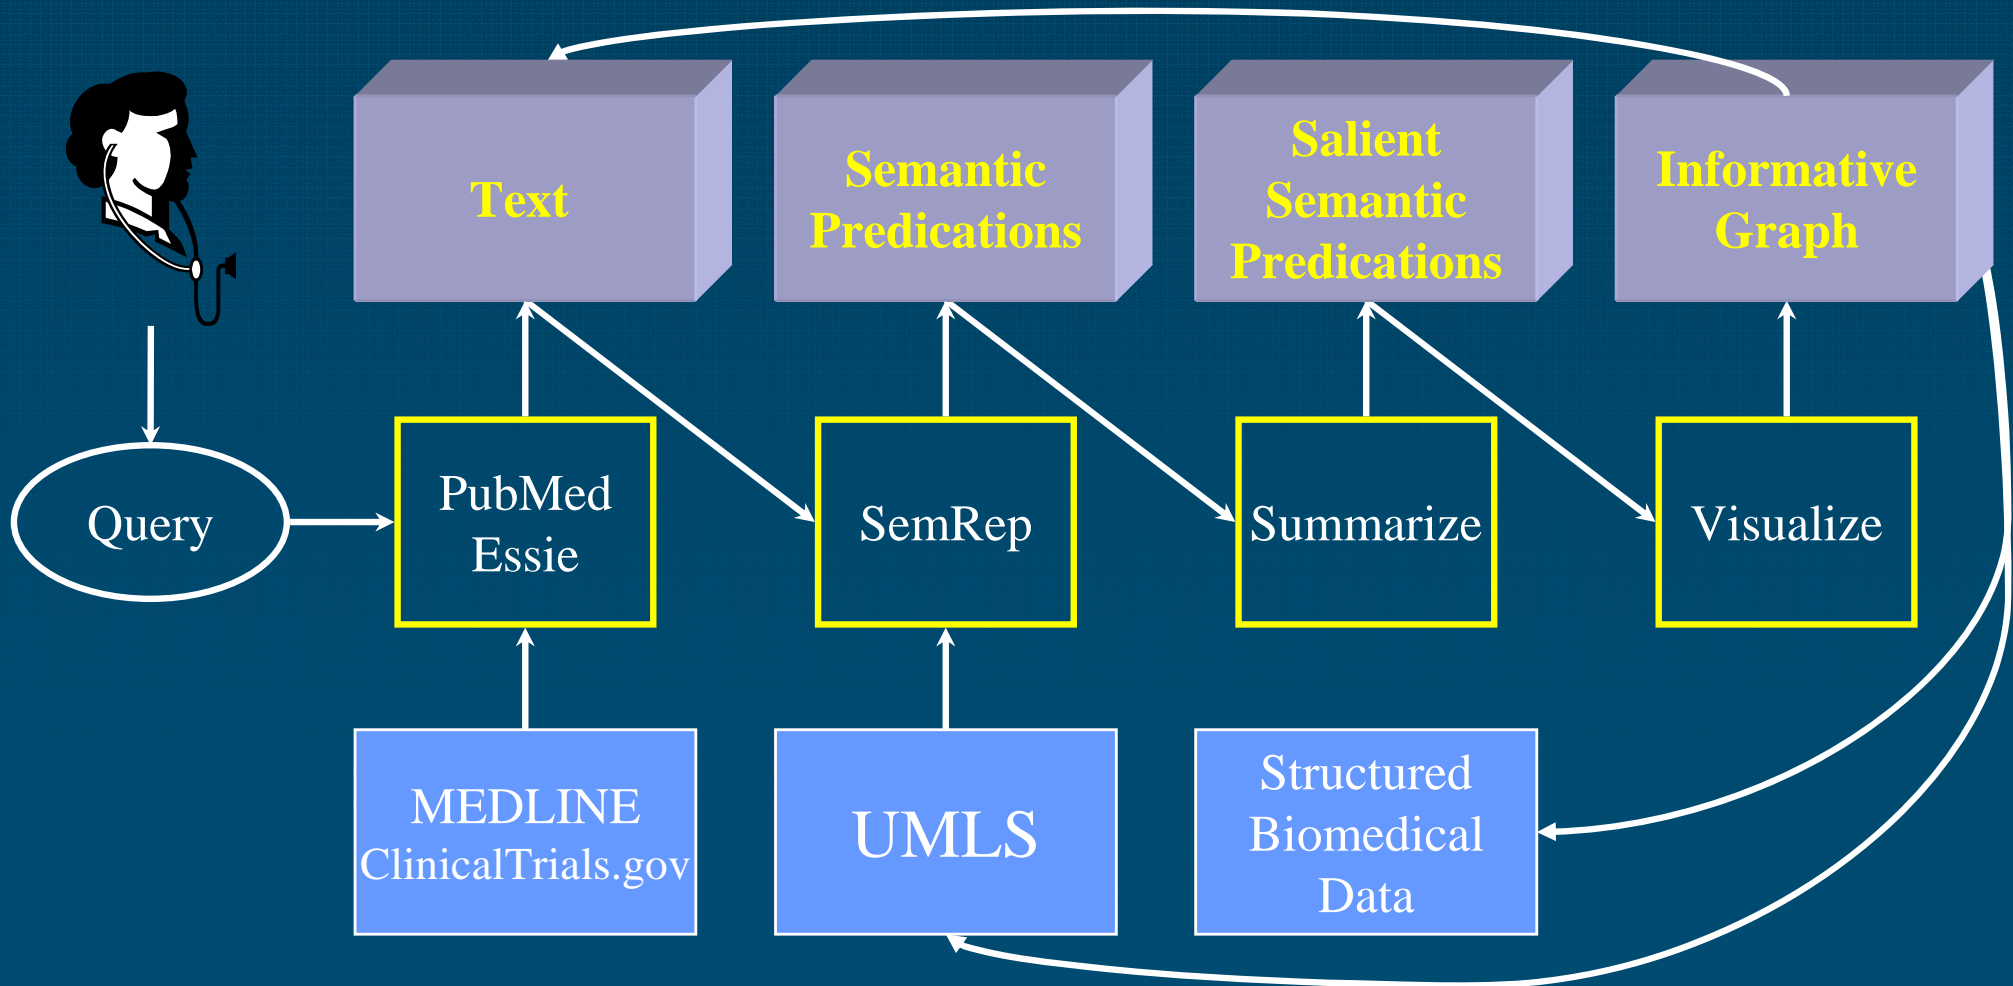 Text
Semantic
Predications
Salient
Semantic
Predications
Informative
Graph
Query
PubMed
Essie
SemRep
Summarize
Visualize
MEDLINE
ClinicalTrials.gov
UMLS
Structured
Biomedical
Data